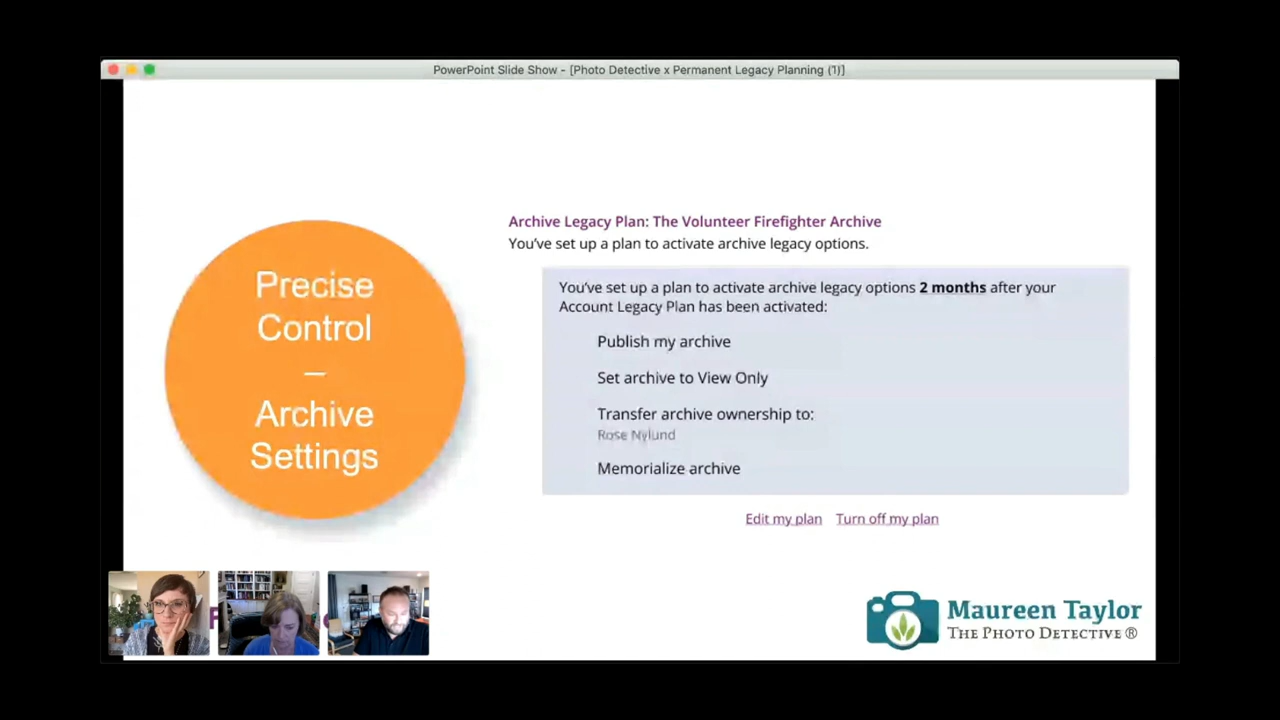 PowerPoint Slide Show - [Photo Detective x Permanent Legacy Planning (1)]
Precise
Control
–
Archive
Settings
Archive Legacy Plan: The Volunteer Firefighter Archive
You've set up a plan to activate archive legacy options.
You've set up a plan to activate archive legacy options 2 months after your
Account Legacy Plan has been activated:
Publish my archive
Set archive to View Only
Transfer archive ownership to:
Rose Nylund
Memorialize archive
Edit my plan Turn off my plan
Maureen Taylor
The Photo Detective ®